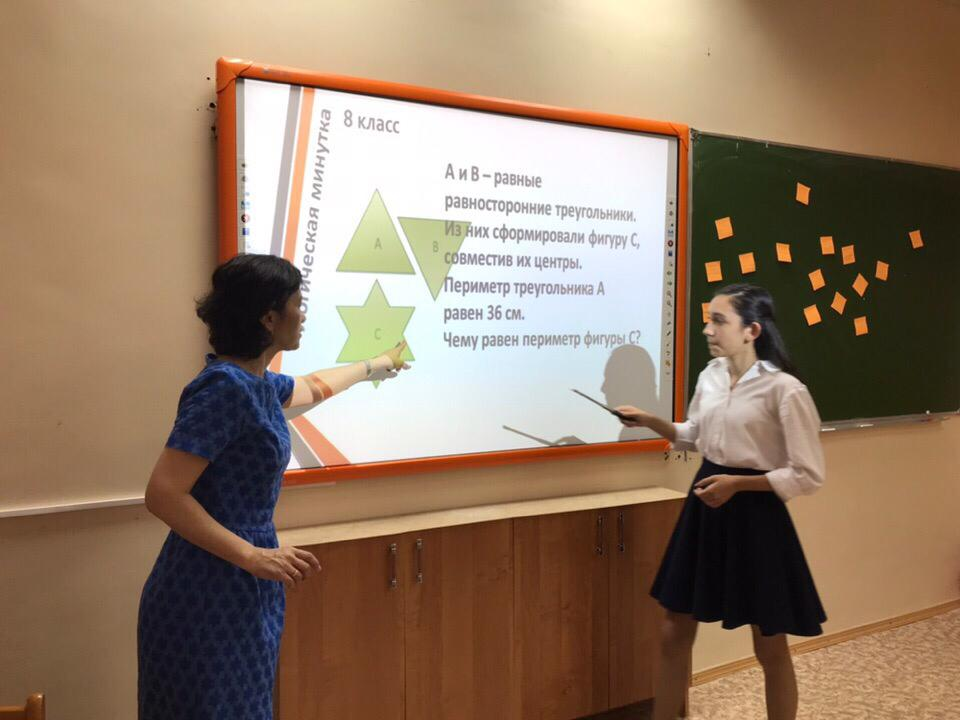 8 класс
А и В – равные
равносторонние треугольники.
Из них сформировали фигуру С,
совместив их центры.
Периметр треугольника А
равен 36 см.
Чему равен периметр фигуры С?
A
B
C
минутка